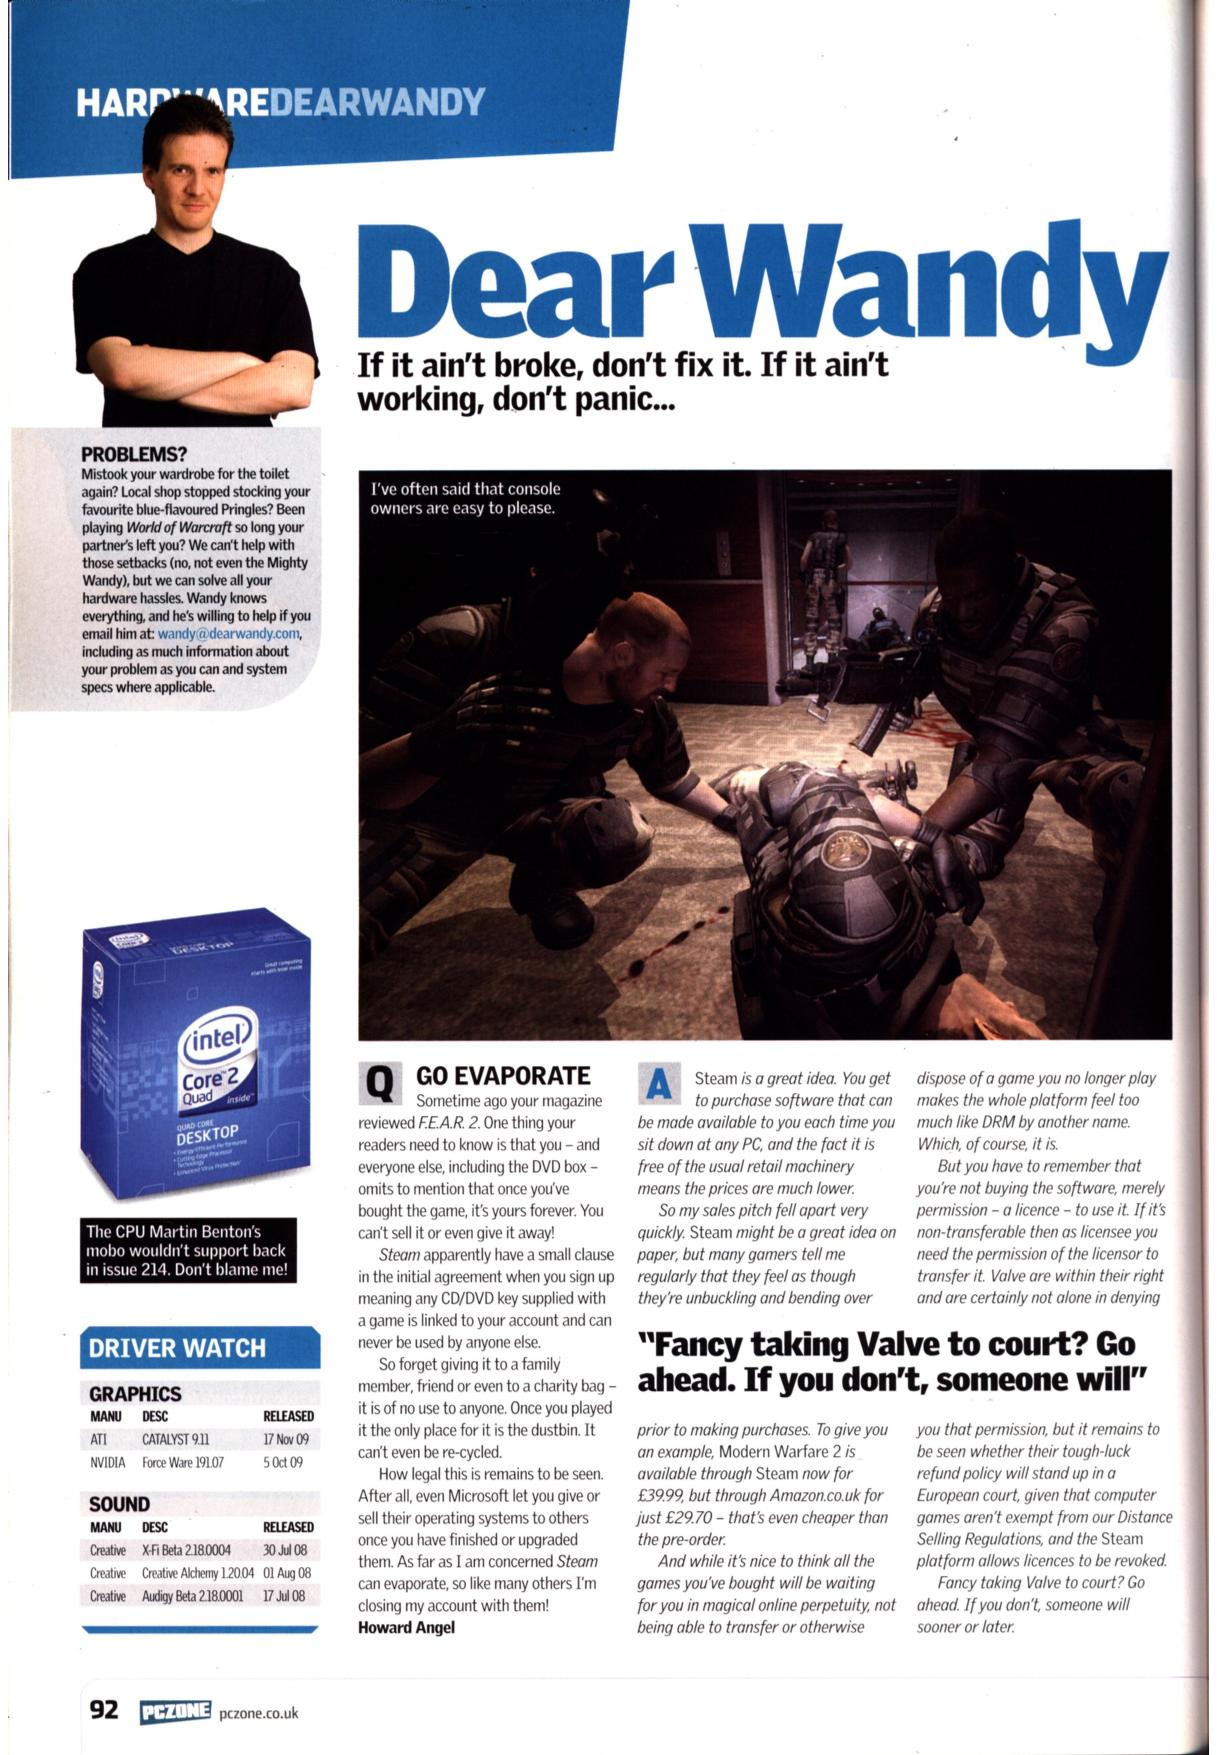 HARDWAREDEARWANDY
Dear Wandy
If it ain't broke, don't fix it. If it ain't
working, don't panic...
PROBLEMS?
Mistook your wardrobe for the toilet
again? Local shop stopped stocking your
favourite blue-flavoured Pringles? Been
playing World of Warcraft so long your
partner's left you? We can't help with
those setbacks (no, not even the Mighty
Wandy), but we can solve all your
hardware hassles. Wandy knows
everything, and he's willing to help if you
email him at: wandy@dearwandy.com,
including as much information about
your problem as you can and system
specs where applicable.
I've often said that console
owners are easy to please.
DESKTOP
Great computing
starts with Intel inside
intel
Core™2
Quad inside™
QUAD-CORE
DESKTOP
• Energy Efficient Performance
• Cutting Edge Processor
Technology
• Enhanced Virus Protection
The CPU Martin Benton's
mobo wouldn't support back
in issue 214. Don't blame me!
DRIVER WATCH
GRAPHICS
MANU DESC RELEASED
ATI CATALYST 9.11 17 Nov 09
NVIDIA Force Ware 191.07 5 Oct 09
SOUND
MANU DESC RELEASED
Creative X-Fi Beta 2.18.0004 30 Jul 08
Creative Creative Alchemy 1.20.04 01 Aug 08
Creative Audigy Beta 2.18.0001 17 Jul 08
Q GO EVAPORATE
Sometime ago your magazine
reviewed F.E.A.R. 2. One thing your
readers need to know is that you – and
everyone else, including the DVD box –
omits to mention that once you've
bought the game, it's yours forever. You
can't sell it or even give it away!
Steam apparently have a small clause
in the initial agreement when you sign up
meaning any CD/DVD key supplied with
a game is linked to your account and can
never be used by anyone else.
So forget giving it to a family
member, friend or even to a charity bag –
it is of no use to anyone. Once you played
it the only place for it is the dustbin. It
can't even be re-cycled.
How legal this is remains to be seen.
After all, even Microsoft let you give or
sell their operating systems to others
once you have finished or upgraded
them. As far as I am concerned Steam
can evaporate, so like many others I'm
closing my account with them!
Howard Angel
A Steam is a great idea. You get
to purchase software that can
be made available to you each time you
sit down at any PC, and the fact it is
free of the usual retail machinery
means the prices are much lower.
So my sales pitch fell apart very
quickly. Steam might be a great idea on
paper, but many gamers tell me
regularly that they feel as though
they're unbuckling and bending over
prior to making purchases. To give you
an example, Modern Warfare 2 is
available through Steam now for
£39.99, but through Amazon.co.uk for
just £29.70 – that's even cheaper than
the pre-order.
And while it's nice to think all the
games you've bought will be waiting
for you in magical online perpetuity, not
being able to transfer or otherwise
dispose of a game you no longer play
makes the whole platform feel too
much like DRM by another name.
Which, of course, it is.
But you have to remember that
you're not buying the software, merely
permission – a licence – to use it. If it's
non-transferable then as licensee you
need the permission of the licensor to
transfer it. Valve are within their right
and are certainly not alone in denying
you that permission, but it remains to
be seen whether their tough-luck
refund policy will stand up in a
European court, given that computer
games aren't exempt from our Distance
Selling Regulations, and the Steam
platform allows licences to be revoked.
Fancy taking Valve to court? Go
ahead. If you don't, someone will
sooner or later.
"Fancy taking Valve to court? Go
ahead. If you don't, someone will"
92 PCZONE pczone.co.uk